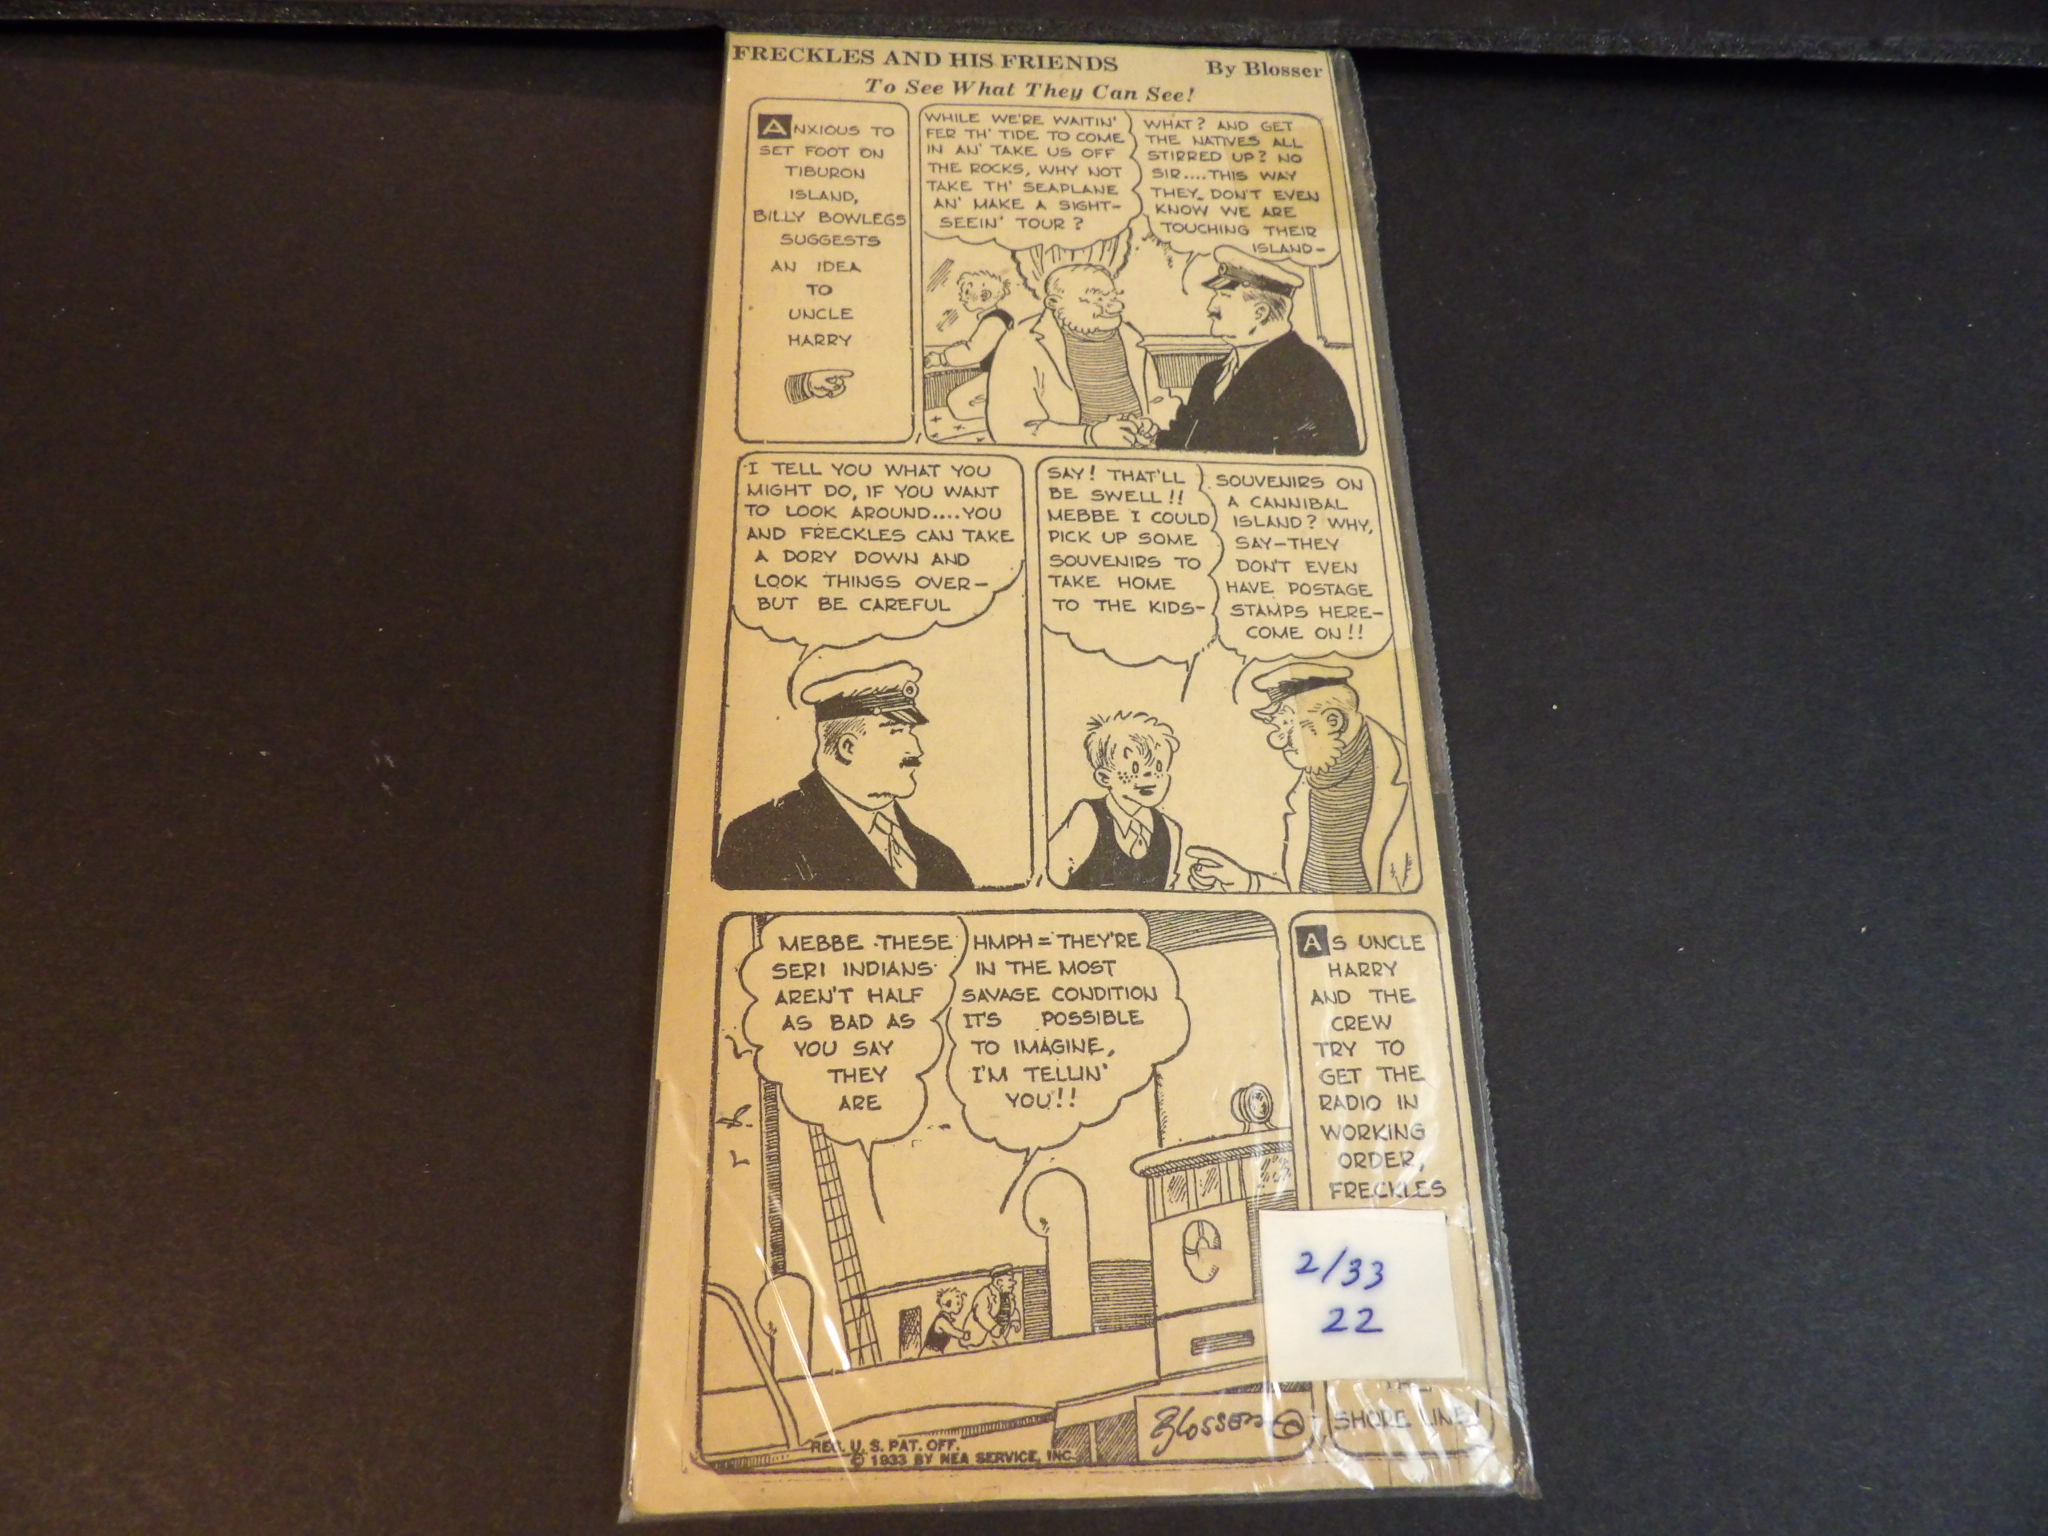 FRECKLES AND HIS FRIENDS By Blosser
To See What They Can See!
ANXIOUS TO
SET FOOT ON
TIBURON
ISLAND,
BILLY BOWLEGS
SUGGESTS
AN IDEA
TO
UNCLE
HARRY
WHILE WE'RE WAITIN'
FER TH' TIDE TO COME
IN AN' TAKE US OFF
THE ROCKS, WHY NOT
TAKE TH' SEAPLANE
AN' MAKE A SIGHT-
SEEIN' TOUR?
WHAT? AND GET
THE NATIVES ALL
STIRRED UP? NO
SIR....THIS WAY
THEY DON'T EVEN
KNOW WE ARE
TOUCHING THEIR
ISLAND-
I TELL YOU WHAT YOU
MIGHT DO, IF YOU WANT
TO LOOK AROUND....YOU
AND FRECKLES CAN TAKE
A DORY DOWN AND
LOOK THINGS OVER-
BUT BE CAREFUL
SAY! THAT'LL
BE SWELL!!
MEBBE I COULD
PICK UP SOME
SOUVENIRS TO
TAKE HOME
TO THE KIDS-
SOUVENIRS ON
A CANNIBAL
ISLAND? WHY,
SAY-THEY
DON'T EVEN
HAVE POSTAGE
STAMPS HERE-
COME ON!!
MEBBE THESE
SERI INDIANS
AREN'T HALF
AS BAD AS
YOU SAY
THEY
ARE
HMPH = THEY'RE
IN THE MOST
SAVAGE CONDITION
IT'S POSSIBLE
TO IMAGINE,
I'M TELLIN'
YOU!!
AS UNCLE
HARRY
AND THE
CREW
TRY TO
GET THE
RADIO IN
WORKING
ORDER,
FRECKLES
2/33
22
THE
SHORE LINE!
Blosser
REG. U. S. PAT. OFF.
© 1933 BY NEA SERVICE, INC.